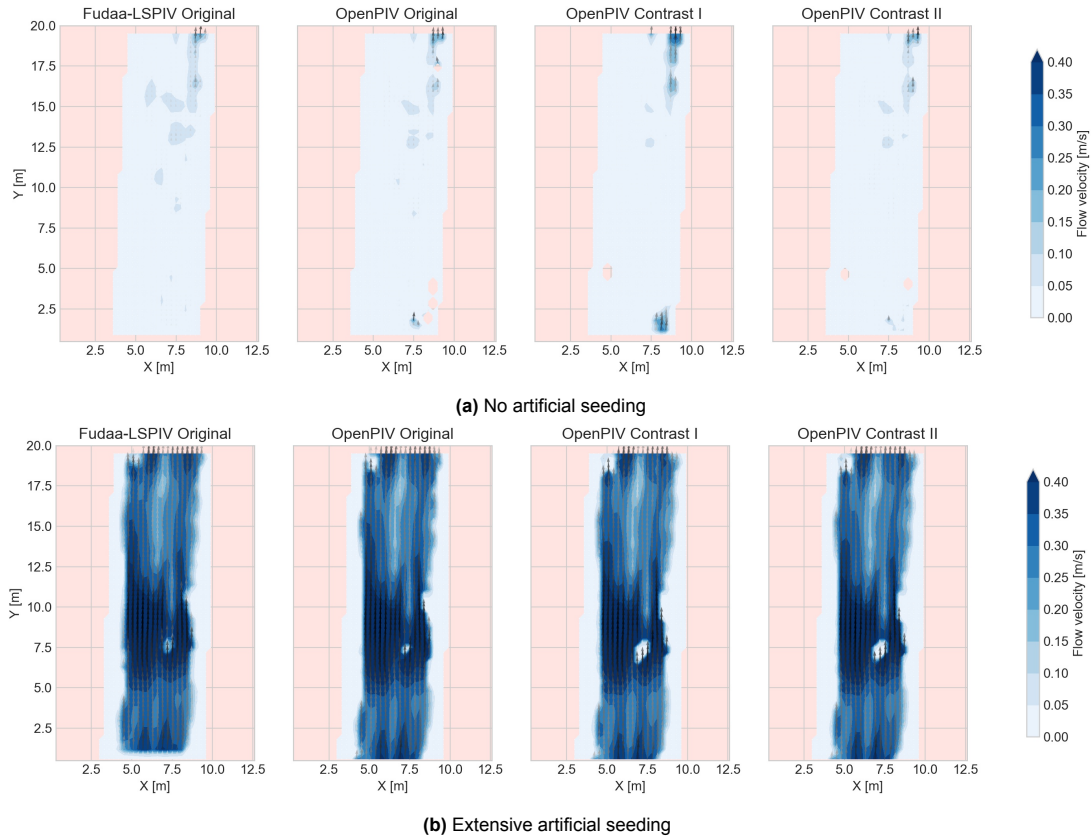 Fudaa-LSPIV Original OpenPIV Original OpenPIV Contrast I OpenPIV Contrast II
20.0
17.5
15.0
12.5
10.0
7.5
5.0
2.5
Y [m]
2.5 5.0 7.5 10.0 12.5 2.5 5.0 7.5 10.0 12.5 2.5 5.0 7.5 10.0 12.5 2.5 5.0 7.5 10.0 12.5
X [m] X [m] X [m] X [m]
0.40
0.35
0.30
0.25
0.20
0.15
0.10
0.05
0.00
Flow velocity [m/s]
(a) No artificial seeding
Fudaa-LSPIV Original OpenPIV Original OpenPIV Contrast I OpenPIV Contrast II
20.0
17.5
15.0
12.5
10.0
7.5
5.0
2.5
Y [m]
2.5 5.0 7.5 10.0 12.5 2.5 5.0 7.5 10.0 12.5 2.5 5.0 7.5 10.0 12.5 2.5 5.0 7.5 10.0 12.5
X [m] X [m] X [m] X [m]
0.40
0.35
0.30
0.25
0.20
0.15
0.10
0.05
0.00
Flow velocity [m/s]
(b) Extensive artificial seeding